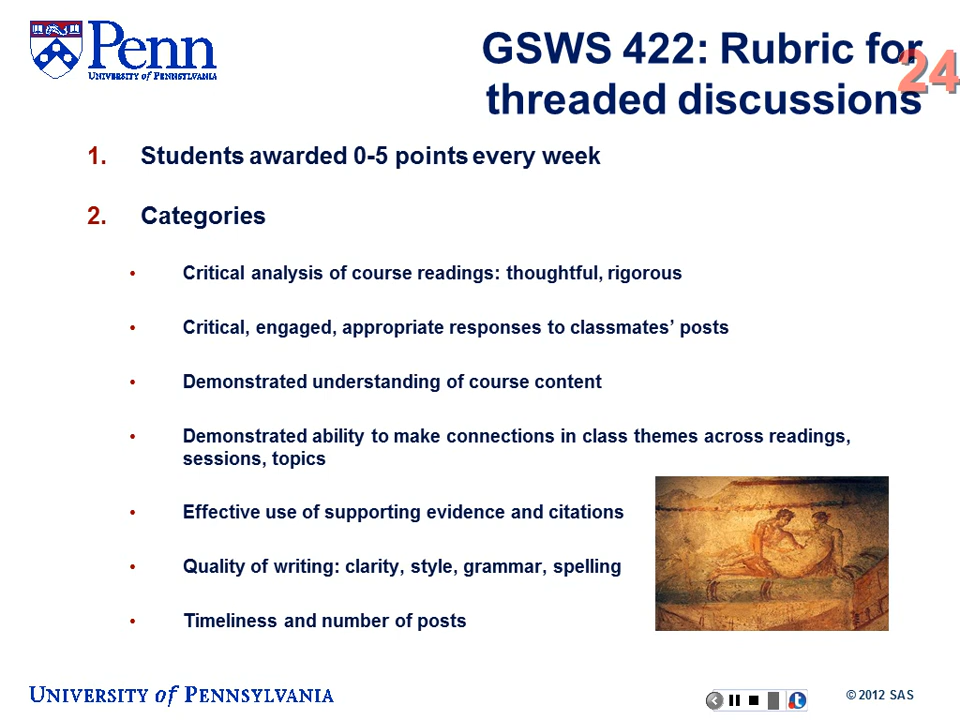 Penn
UNIVERSITY of PENNSYLVANIA
GSWS 422: Rubric for
threaded discussions
24
1. Students awarded 0-5 points every week
2. Categories
• Critical analysis of course readings: thoughtful, rigorous
• Critical, engaged, appropriate responses to classmates’ posts
• Demonstrated understanding of course content
• Demonstrated ability to make connections in class themes across readings,
sessions, topics
• Effective use of supporting evidence and citations
• Quality of writing: clarity, style, grammar, spelling
• Timeliness and number of posts
UNIVERSITY of PENNSYLVANIA
© 2012 SAS